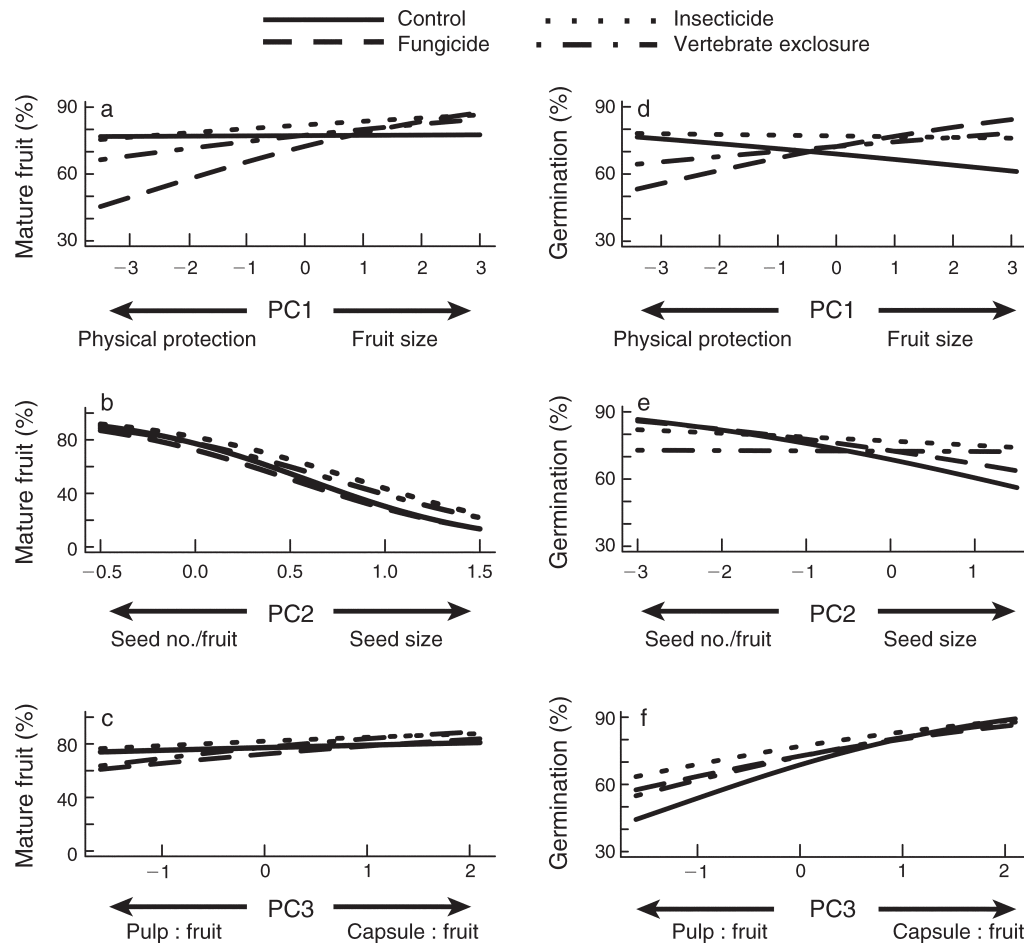 Control
Fungicide
Insecticide
Vertebrate exclosure
a
Mature fruit (%)
90
60
30
−3 −2 −1 0 1 2 3
PC1
Physical protection Fruit size
d
Germination (%)
90
60
30
−3 −2 −1 0 1 2 3
PC1
Physical protection Fruit size
b
Mature fruit (%)
80
40
0
−0.5 0.0 0.5 1.0 1.5
PC2
Seed no./fruit Seed size
e
Germination (%)
90
60
30
−3 −2 −1 0 1
PC2
Seed no./fruit Seed size
c
Mature fruit (%)
80
40
0
−1 0 1 2
PC3
Pulp : fruit Capsule : fruit
f
Germination (%)
90
60
30
−1 0 1 2
PC3
Pulp : fruit Capsule : fruit